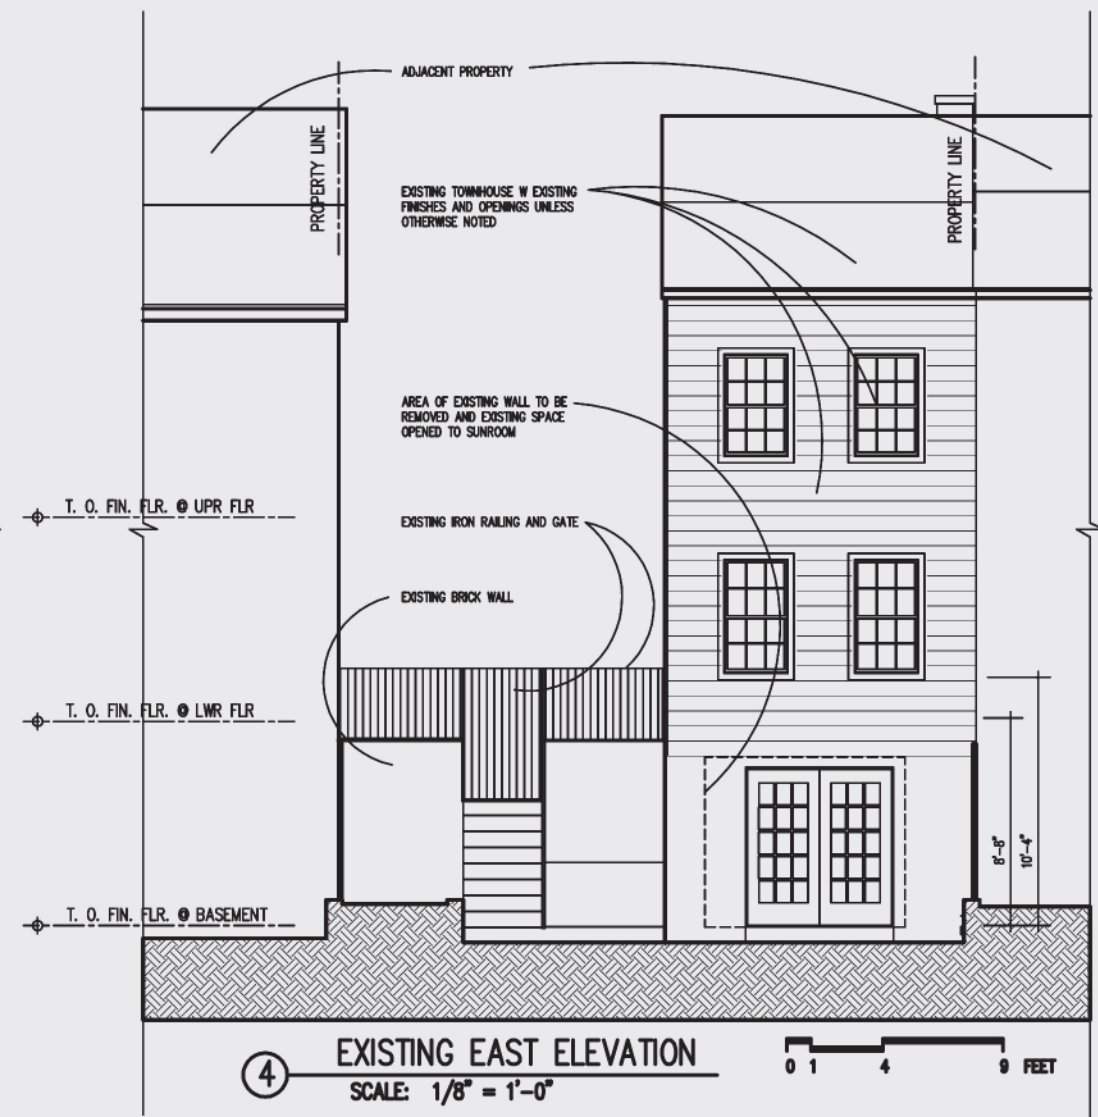 ADJACENT PROPERTY
PROPERTY LINE
PROPERTY LINE
EXISTING TOWNHOUSE W EXISTING
FINISHES AND OPENINGS UNLESS
OTHERWISE NOTED
AREA OF EXISTING WALL TO BE
REMOVED AND EXISTING SPACE
OPENED TO SUNROOM
T. O. FIN. FLR. @ UPR FLR
EXISTING IRON RAILING AND GATE
EXISTING BRICK WALL
T. O. FIN. FLR. @ LWR FLR
8'-8"
10'-4"
T. O. FIN. FLR. @ BASEMENT
4
EXISTING EAST ELEVATION
SCALE: 1/8" = 1'-0"
0 1 4 9 FEET